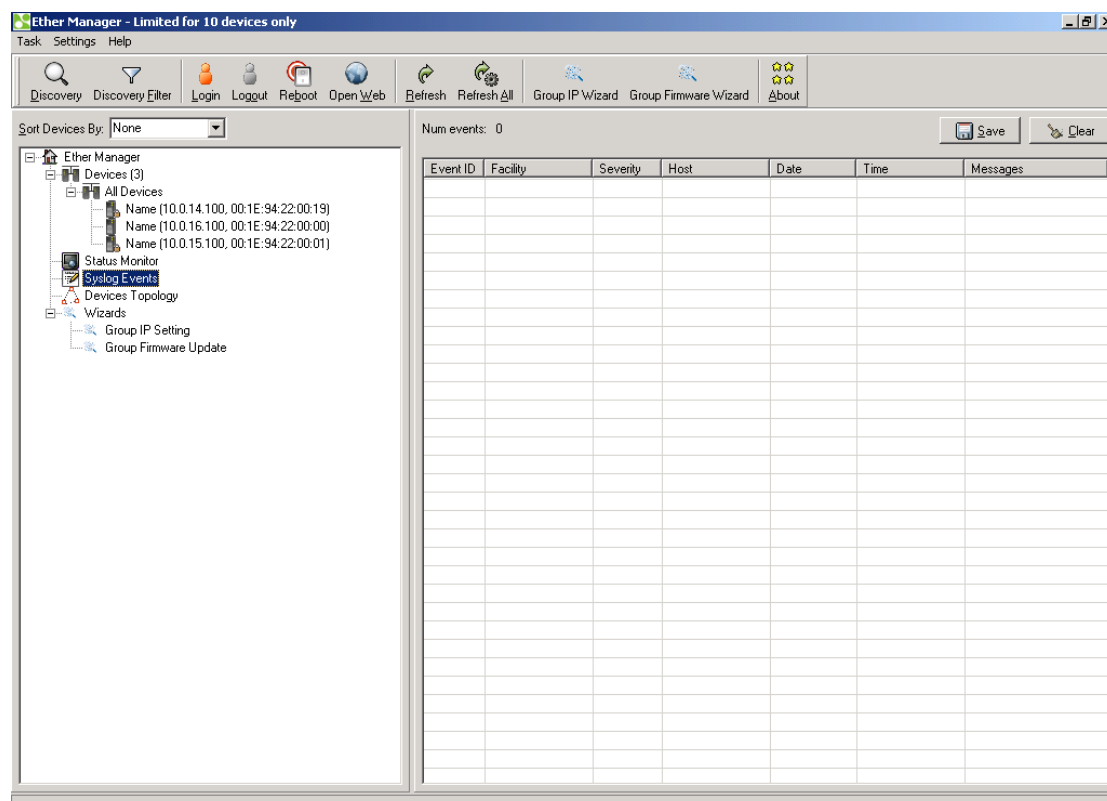 Ether Manager - Limited for 10 devices only
Task Settings Help
Discovery Discovery Filter Login Logout Reboot Open Web Refresh Refresh All Group IP Wizard Group Firmware Wizard About
Sort Devices By: None
Num events: 0 Save Clear
Ether Manager
Devices (3)
All Devices
Name (10.0.14.100, 00:1E:94:22:00:19)
Name (10.0.16.100, 00:1E:94:22:00:00)
Name (10.0.15.100, 00:1E:94:22:00:01)
Status Monitor
Syslog Events
Devices Topology
Wizards
Group IP Setting
Group Firmware Update
Event ID Facility Severity Host Date Time Messages